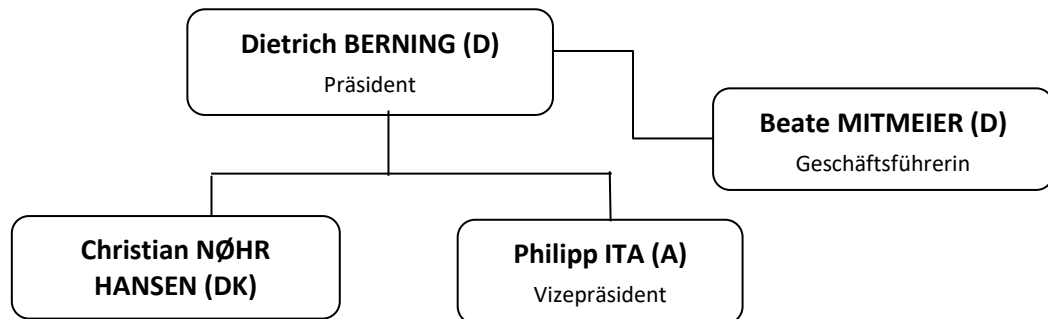 Dietrich BERNING (D)
Präsident
Beate MITMEIER (D)
Geschäftsführerin
Christian NØHR
HANSEN (DK)
Philipp ITA (A)
Vizepräsident